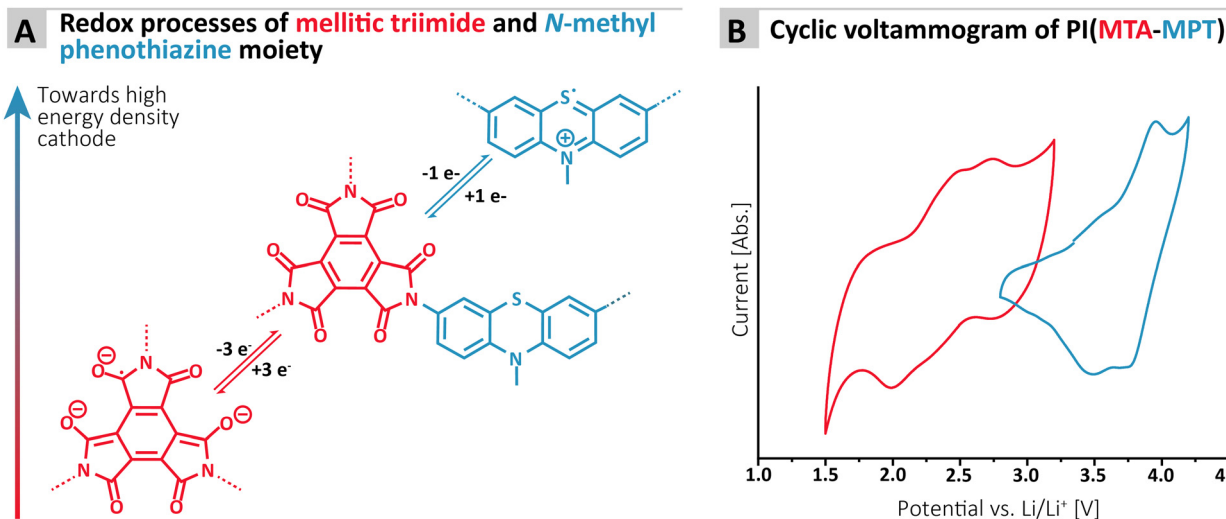 A Redox processes of mellitic triimide and N-methyl
phenothiazine moiety
Towards high
energy density
cathode
S·
⊕
N
-1 e-
+1 e-
N
O O
O O
N N
O O
S
N
-3 e⁻
+3 e⁻
⊖
O · N O
⊖ ⊖
O O
N N
O O
B Cyclic voltammogram of PI(MTA-MPT)
Current [Abs.]
1.0 1.5 2.0 2.5 3.0 3.5 4.0 4
Potential vs. Li/Li⁺ [V]